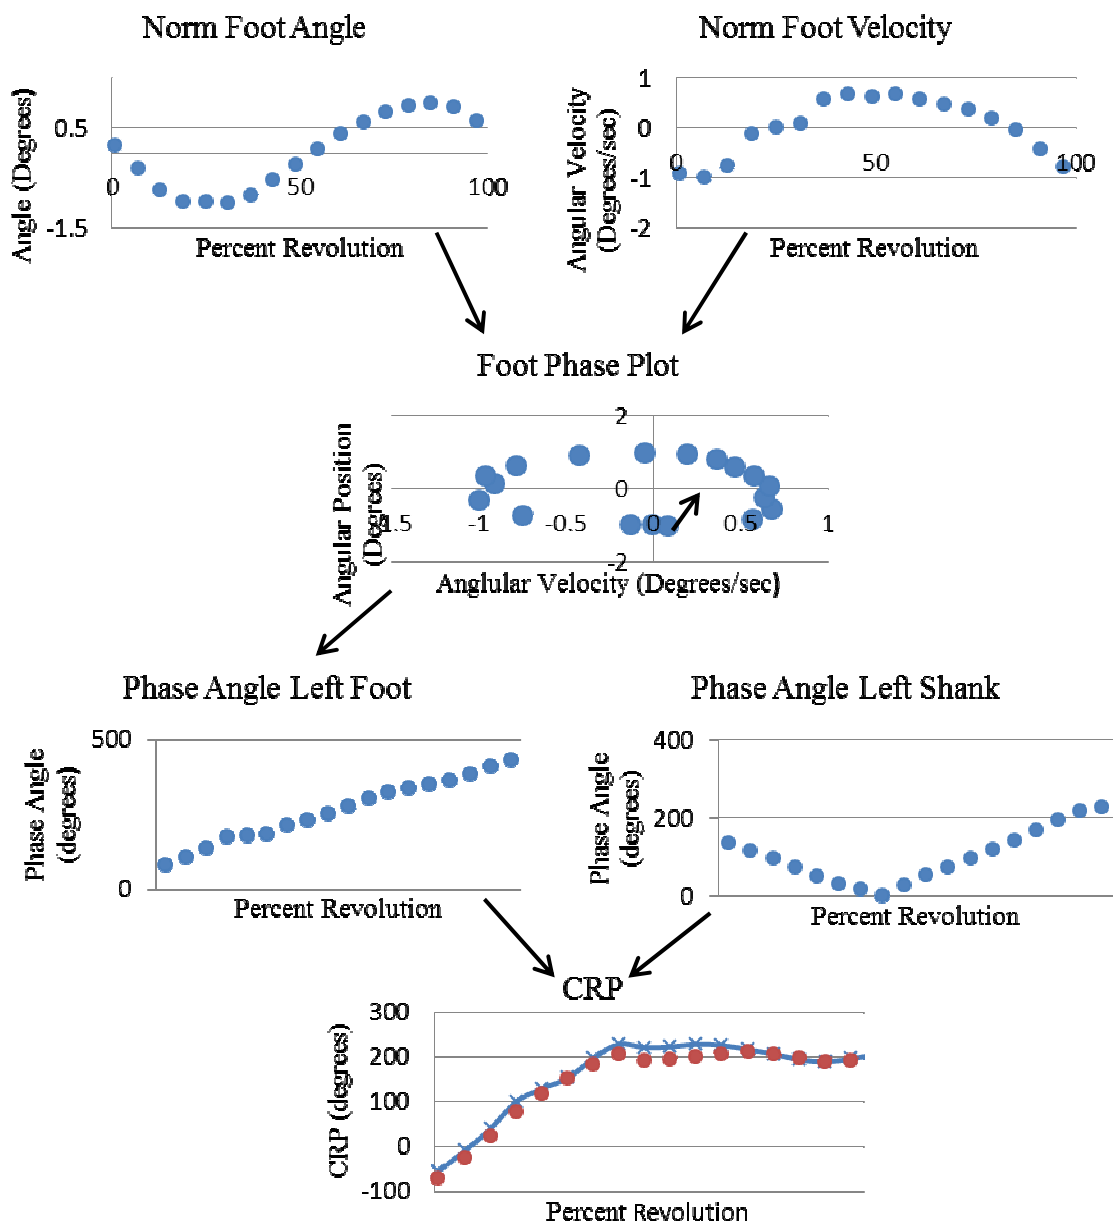 Norm Foot Angle
Angle (Degrees)
0.5
-1.5
0
50
100
Percent Revolution
Norm Foot Velocity
Angular Velocity
(Degrees/sec)
1
0
-1
-2
0
50
100
Percent Revolution
Foot Phase Plot
Angular Position
(Degrees)
2
0
-2
-1.5
-1
-0.5
0
0.5
1
Anglular Velocity (Degrees/sec)
Phase Angle Left Foot
Phase Angle
(degrees)
500
0
Percent Revolution
Phase Angle Left Shank
Phase Angle
(degrees)
400
200
0
Percent Revolution
CRP
CRP (degrees)
300
200
100
0
-100
Percent Revolution